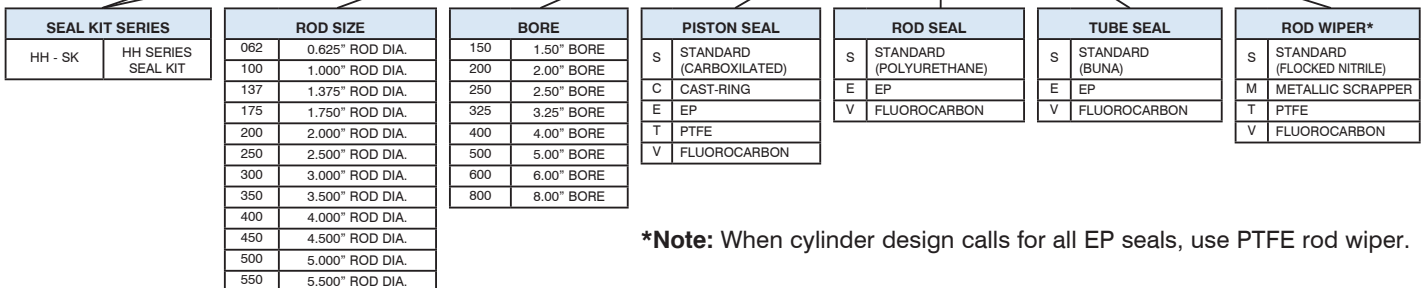 SEAL KIT SERIES
HH - SK HH SERIES
SEAL KIT
ROD SIZE
062 0.625” ROD DIA.
100 1.000” ROD DIA.
137 1.375” ROD DIA.
175 1.750” ROD DIA.
200 2.000” ROD DIA.
250 2.500” ROD DIA.
300 3.000” ROD DIA.
350 3.500” ROD DIA.
400 4.000” ROD DIA.
450 4.500” ROD DIA.
500 5.000” ROD DIA.
550 5.500” ROD DIA.
BORE
150 1.50” BORE
200 2.00” BORE
250 2.50” BORE
325 3.25” BORE
400 4.00” BORE
500 5.00” BORE
600 6.00” BORE
800 8.00” BORE
PISTON SEAL
S STANDARD
(CARBOXILATED)
C CAST-RING
E EP
T PTFE
V FLUOROCARBON
ROD SEAL
S STANDARD
(POLYURETHANE)
E EP
V FLUOROCARBON
TUBE SEAL
S STANDARD
(BUNA)
E EP
V FLUOROCARBON
ROD WIPER*
S STANDARD
(FLOCKED NITRILE)
M METALLIC SCRAPPER
T PTFE
V FLUOROCARBON
*Note: When cylinder design calls for all EP seals, use PTFE rod wiper.